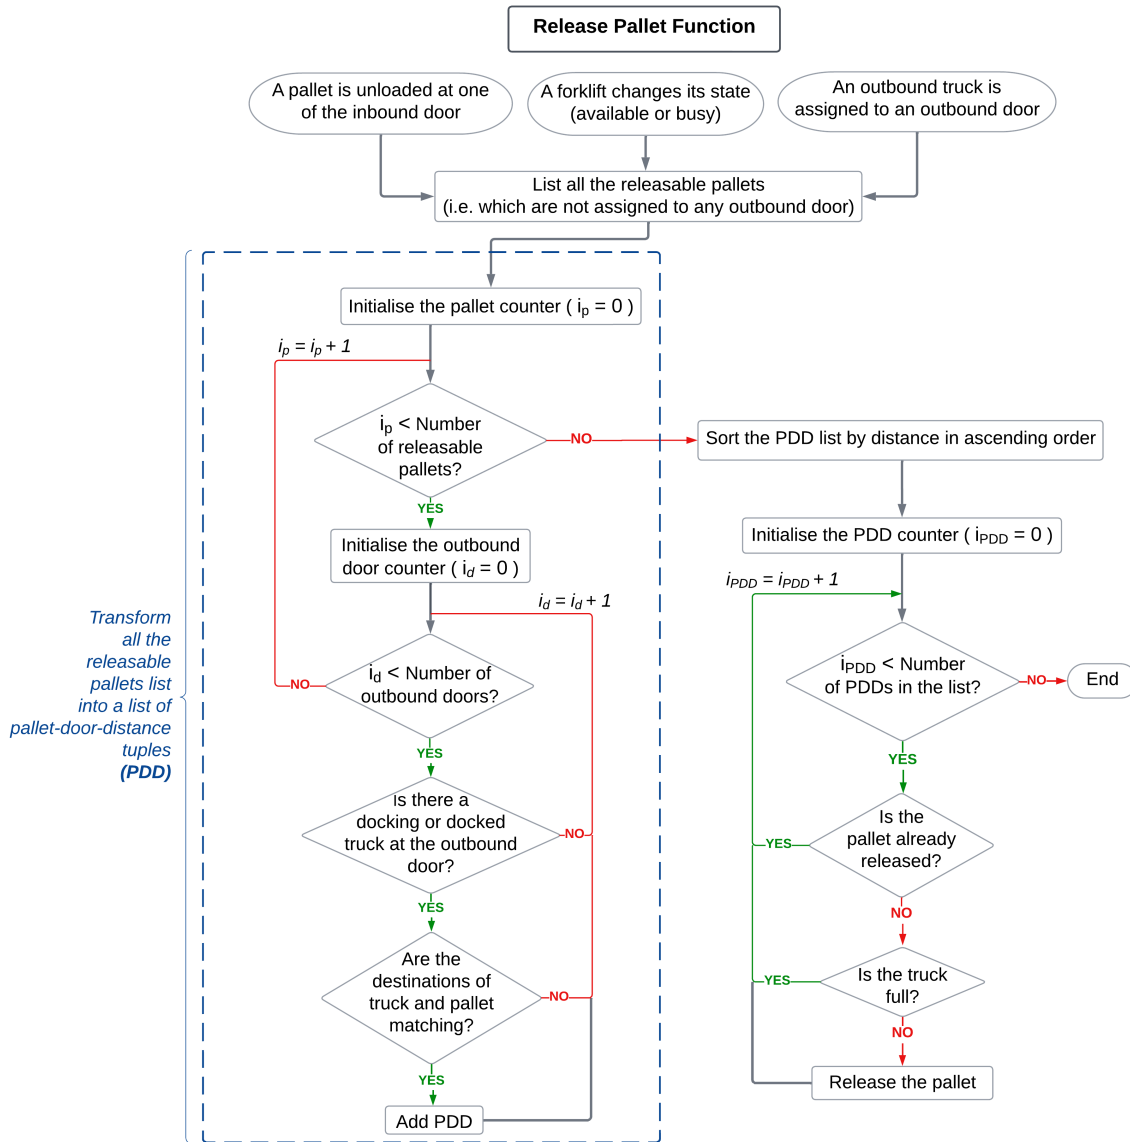 Release Pallet Function
A pallet is unloaded at one
of the inbound door
A forklift changes its state
(available or busy)
An outbound truck is
assigned to an outbound door
List all the releasable pallets
(i.e. which are not assigned to any outbound door)
Initialise the pallet counter ( ip = 0 )
ip = ip + 1
ip < Number
of releasable
pallets?
NO
YES
Initialise the outbound
door counter ( id = 0 )
id = id + 1
id < Number of
outbound doors?
NO
YES
Is there a
docking or docked
truck at the outbound
door?
NO
YES
Are the
destinations of
truck and pallet
matching?
NO
YES
Add PDD
Transform
all the
releasable
pallets list
into a list of
pallet-door-distance
tuples
(PDD)
Sort the PDD list by distance in ascending order
Initialise the PDD counter ( iPDD = 0 )
iPDD = iPDD + 1
iPDD < Number
of PDDs in the list?
NO
End
YES
Is the
pallet already
released?
YES
NO
Is the truck
full?
YES
NO
Release the pallet